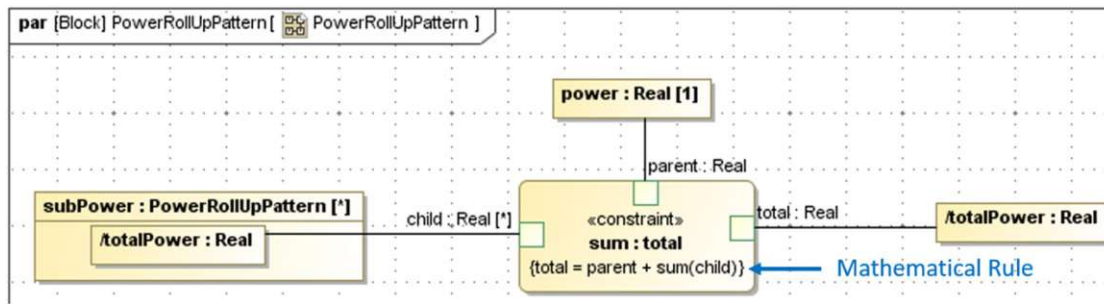 par [Block] PowerRollUpPattern [ PowerRollUpPattern ]
power : Real [1]
parent : Real
subPower : PowerRollUpPattern [*]
/totalPower : Real
child : Real [*]
«constraint»
sum : total
{total = parent + sum(child)}
total : Real
/totalPower : Real
Mathematical Rule